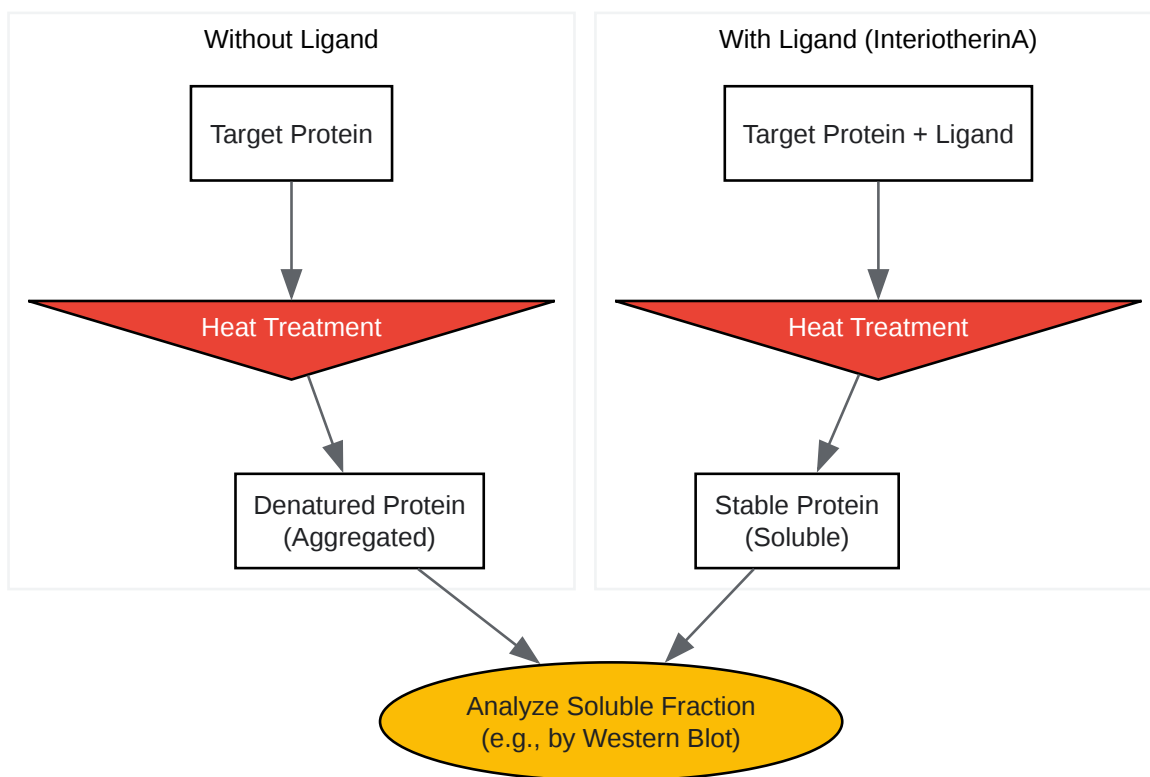 Without Ligand
With Ligand (InteriotherinA)
Target Protein
Target Protein + Ligand
Heat Treatment
Heat Treatment
Denatured Protein
(Aggregated)
Stable Protein
(Soluble)
Analyze Soluble Fraction
(e.g., by Western Blot)